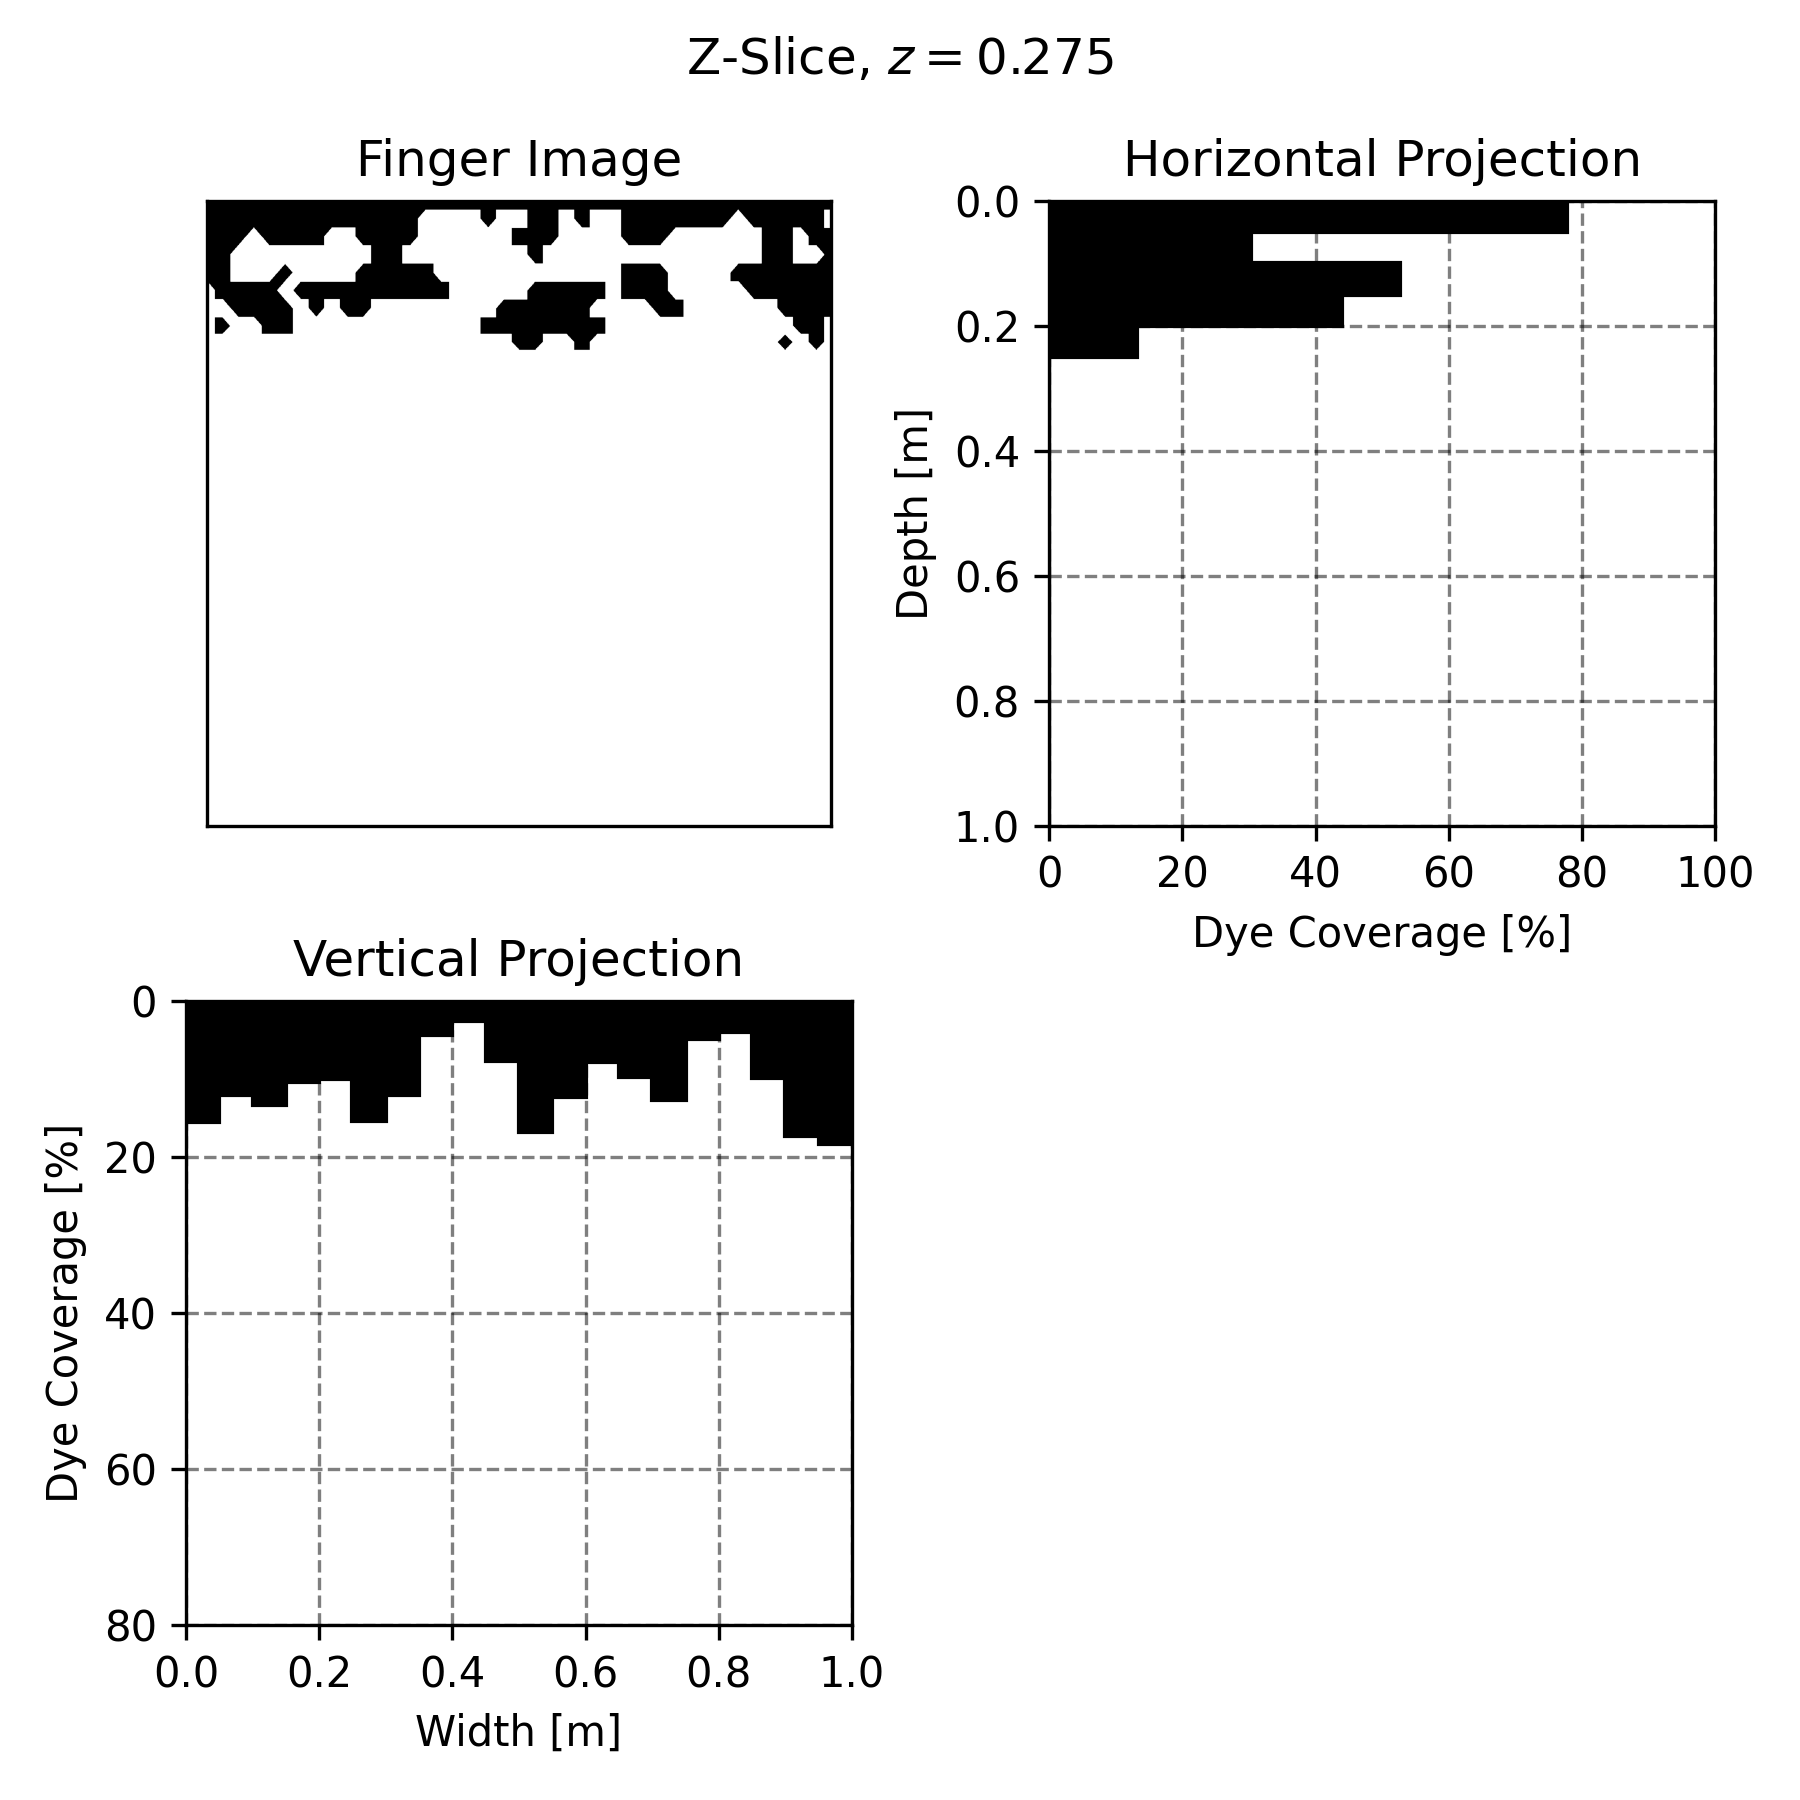 Z-Slice, z = 0.275
Finger Image
Horizontal Projection
0.0
0.2
0.4
0.6
0.8
1.0
Depth [m]
0 20 40 60 80 100
Dye Coverage [%]
Vertical Projection
0
20
40
60
80
Dye Coverage [%]
0.0 0.2 0.4 0.6 0.8 1.0
Width [m]